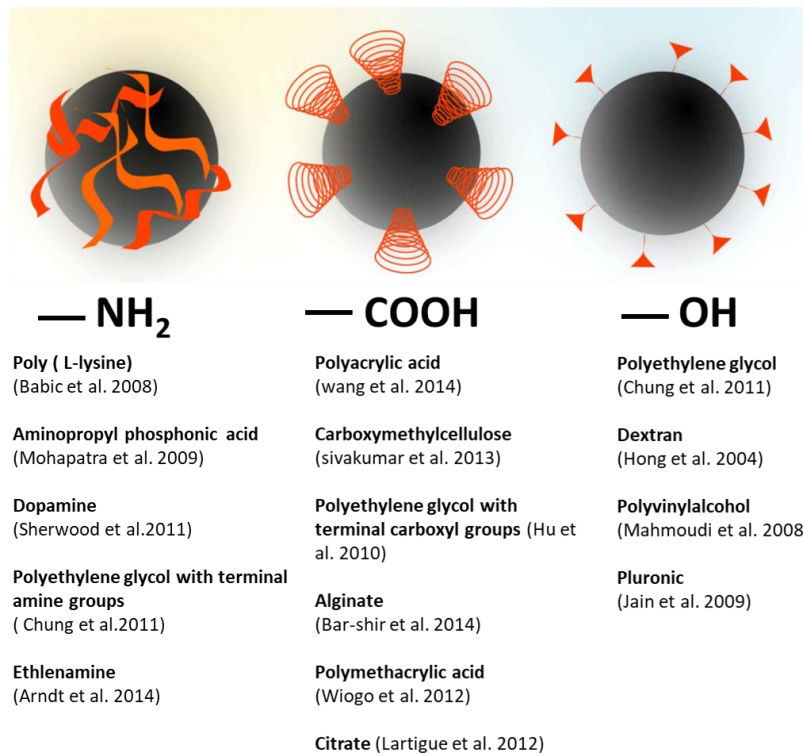 — NH₂
Poly ( L-lysine)
(Babic et al. 2008)
Aminopropyl phosphonic acid
(Mohapatra et al. 2009)
Dopamine
(Sherwood et al.2011)
Polyethylene glycol with terminal
amine groups
( Chung et al.2011)
Ethlenamine
(Arndt et al. 2014)
— COOH
Polyacrylic acid
(wang et al. 2014)
Carboxymethylcellulose
(sivakumar et al. 2013)
Polyethylene glycol with
terminal carboxyl groups (Hu et
al. 2010)
Alginate
(Bar-shir et al. 2014)
Polymethacrylic acid
(Wiogo et al. 2012)
Citrate (Lartigue et al. 2012)
— OH
Polyethylene glycol
(Chung et al. 2011)
Dextran
(Hong et al. 2004)
Polyvinylalcohol
(Mahmoudi et al. 2008
Pluronic
(Jain et al. 2009)